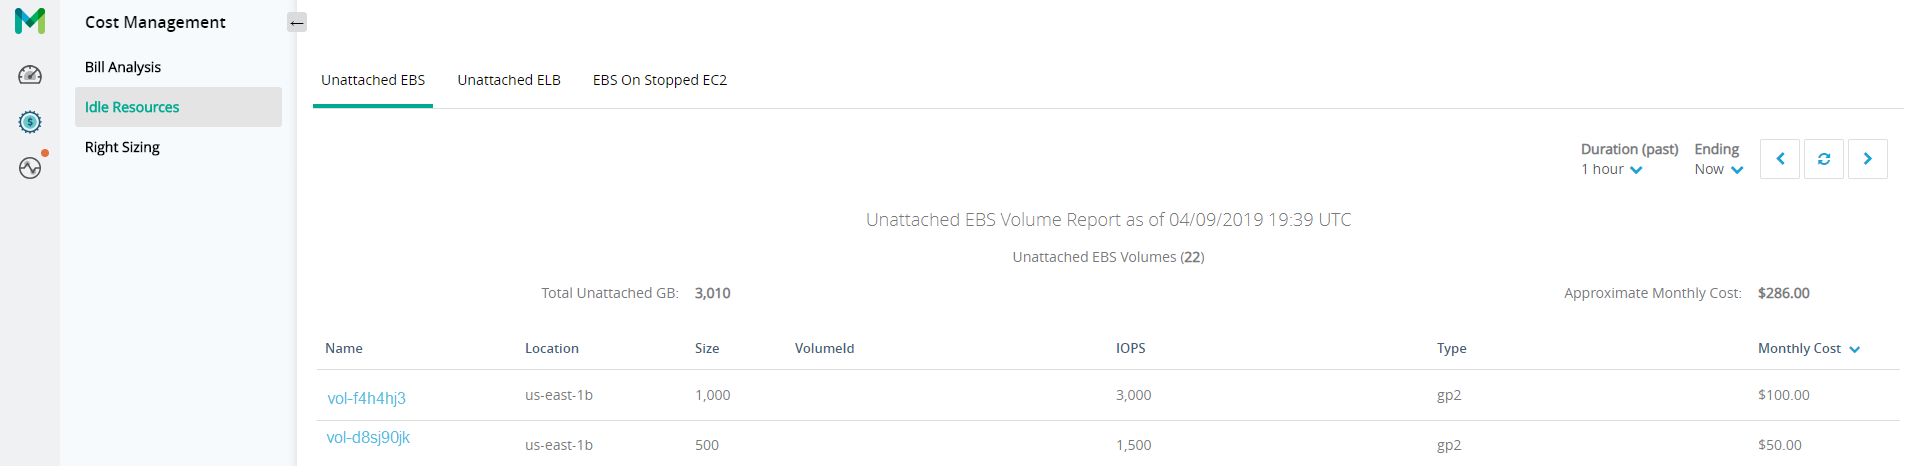 Cost Management
←
Bill Analysis
Idle Resources
Right Sizing
Unattached EBS Unattached ELB EBS On Stopped EC2
Duration (past) Ending
1 hour Now
Unattached EBS Volume Report as of 04/09/2019 19:39 UTC
Unattached EBS Volumes (22)
Total Unattached GB: 3,010 Approximate Monthly Cost: $286.00
Name Location Size VolumeId IOPS Type Monthly Cost
vol-f4h4hj3 us-east-1b 1,000 3,000 gp2 $100.00
vol-d8sj90jk us-east-1b 500 1,500 gp2 $50.00